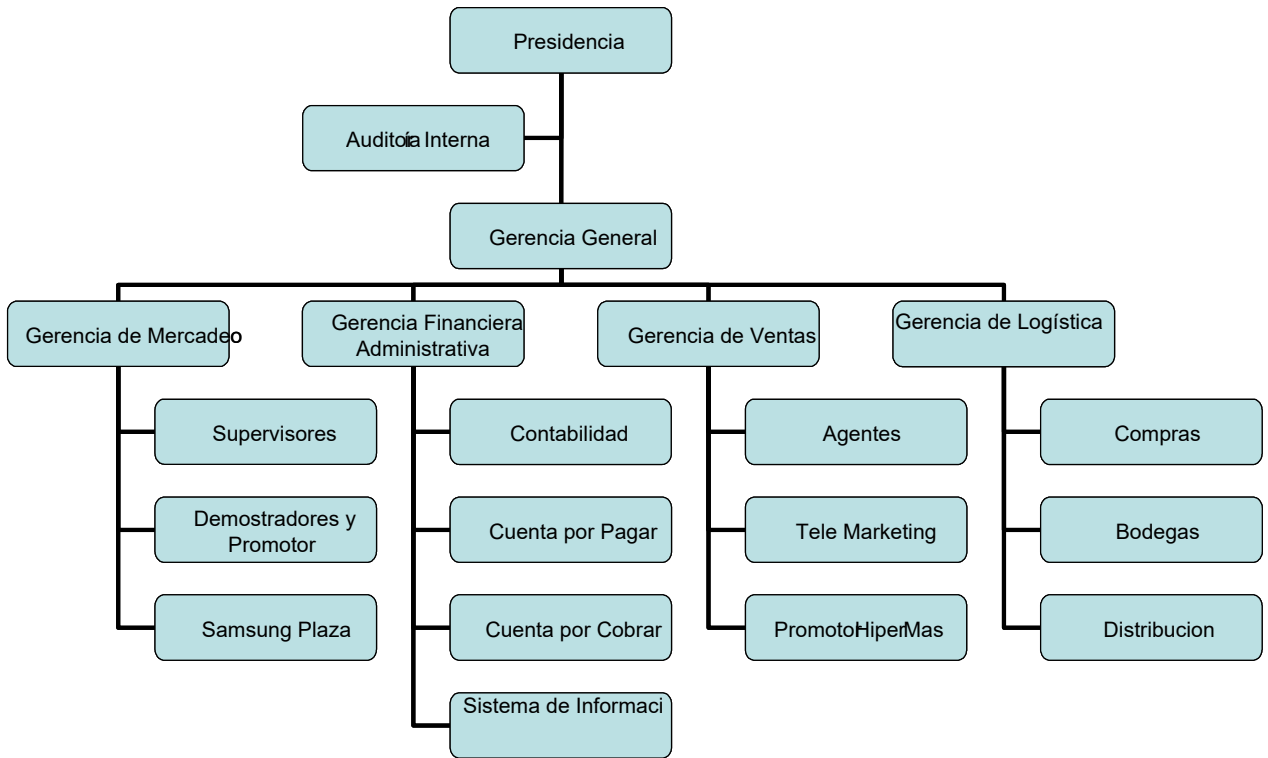 Presidencia
Auditoría Interna
Gerencia General
Gerencia de Mercadeo
Gerencia Financiera
Administrativa
Gerencia de Ventas
Gerencia de Logística
Supervisores
Contabilidad
Agentes
Compras
Demostradores y
Promotor
Cuenta por Pagar
Tele Marketing
Bodegas
Samsung Plaza
Cuenta por Cobrar
Promotor HiperMas
Distribucion
Sistema de Informaci